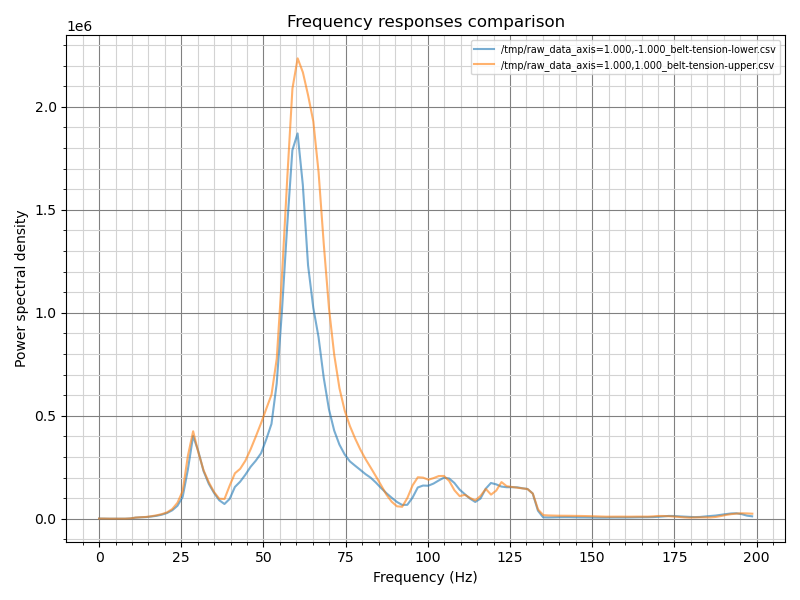 Frequency responses comparison
1e6
/tmp/raw_data_axis=1.000,-1.000_belt-tension-lower.csv
/tmp/raw_data_axis=1.000,1.000_belt-tension-upper.csv
2.0
1.5
1.0
0.5
0.0
Power spectral density
0 25 50 75 100 125 150 175 200
Frequency (Hz)